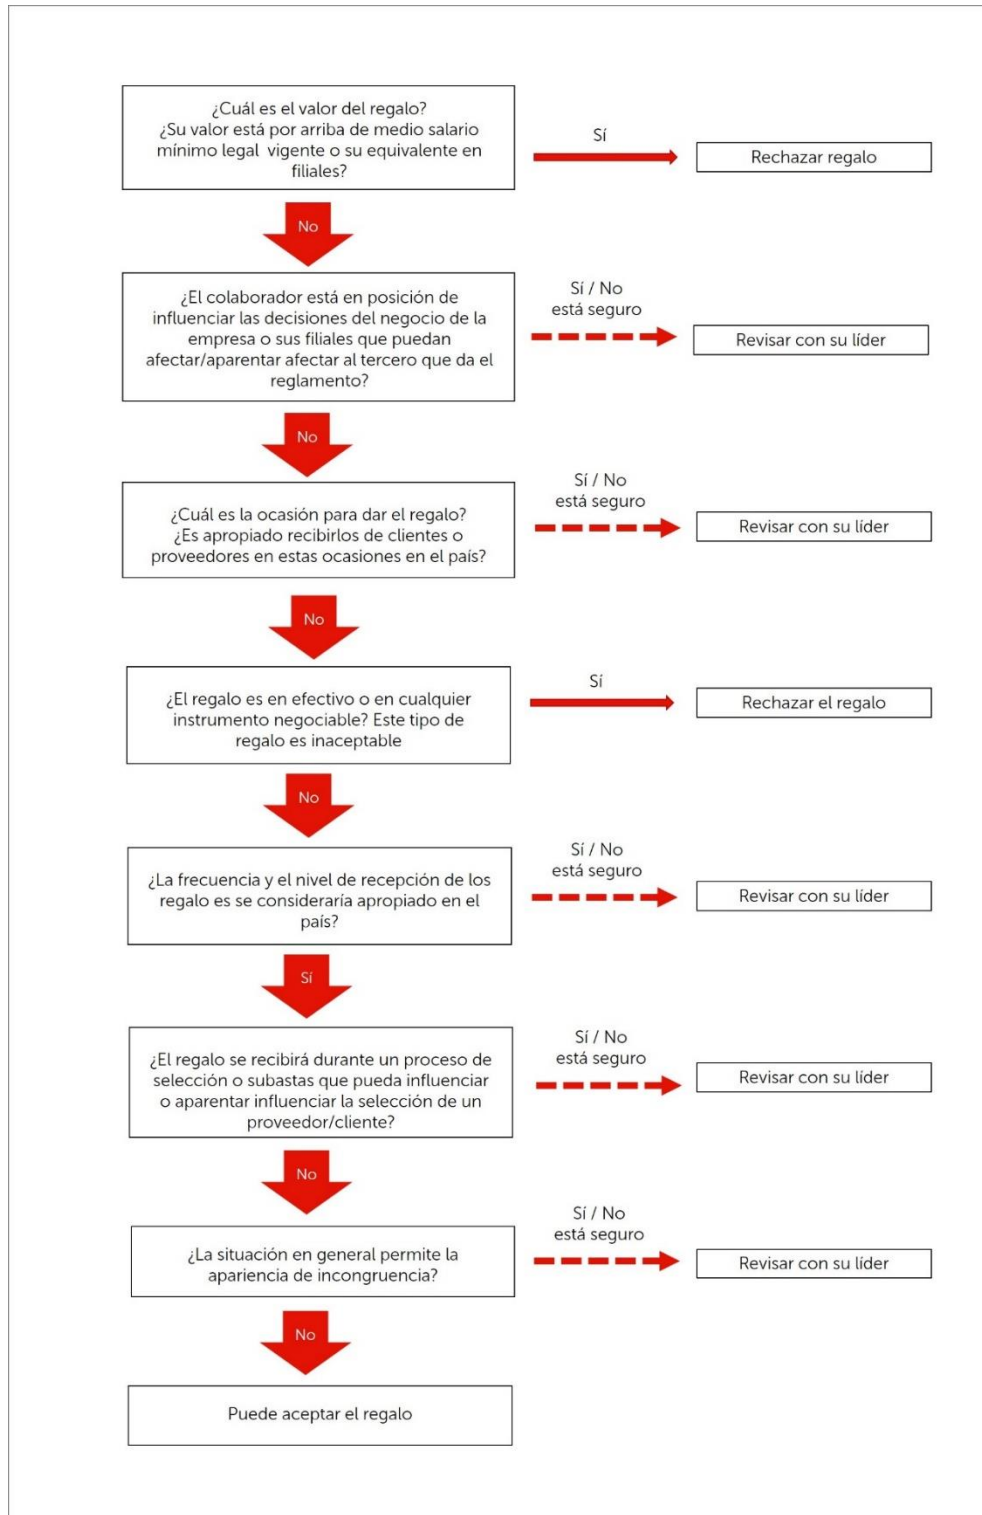 ¿Cuál es el valor del regalo?
¿Su valor está por arriba de medio salario
mínimo legal vigente o su equivalente en
filiales?
Sí
Rechazar regalo
No
¿El colaborador está en posición de
influenciar las decisiones del negocio de la
empresa o sus filiales que puedan
afectar/aparentar afectar al tercero que da el
reglamento?
Sí / No
está seguro
Revisar con su líder
No
¿Cuál es la ocasión para dar el regalo?
¿Es apropiado recibirlos de clientes o
proveedores en estas ocasiones en el país?
Sí / No
está seguro
Revisar con su líder
No
¿El regalo es en efectivo o en cualquier
instrumento negociable? Este tipo de
regalo es inaceptable
Sí
Rechazar el regalo
No
¿La frecuencia y el nivel de recepción de los
regalo es se consideraría apropiado en el
país?
Sí / No
está seguro
Revisar con su líder
Sí
¿El regalo se recibirá durante un proceso de
selección o subastas que pueda influenciar
o aparentar influenciar la selección de un
proveedor/cliente?
Sí / No
está seguro
Revisar con su líder
No
¿La situación en general permite la
apariencia de incongruencia?
Sí / No
está seguro
Revisar con su líder
No
Puede aceptar el regalo